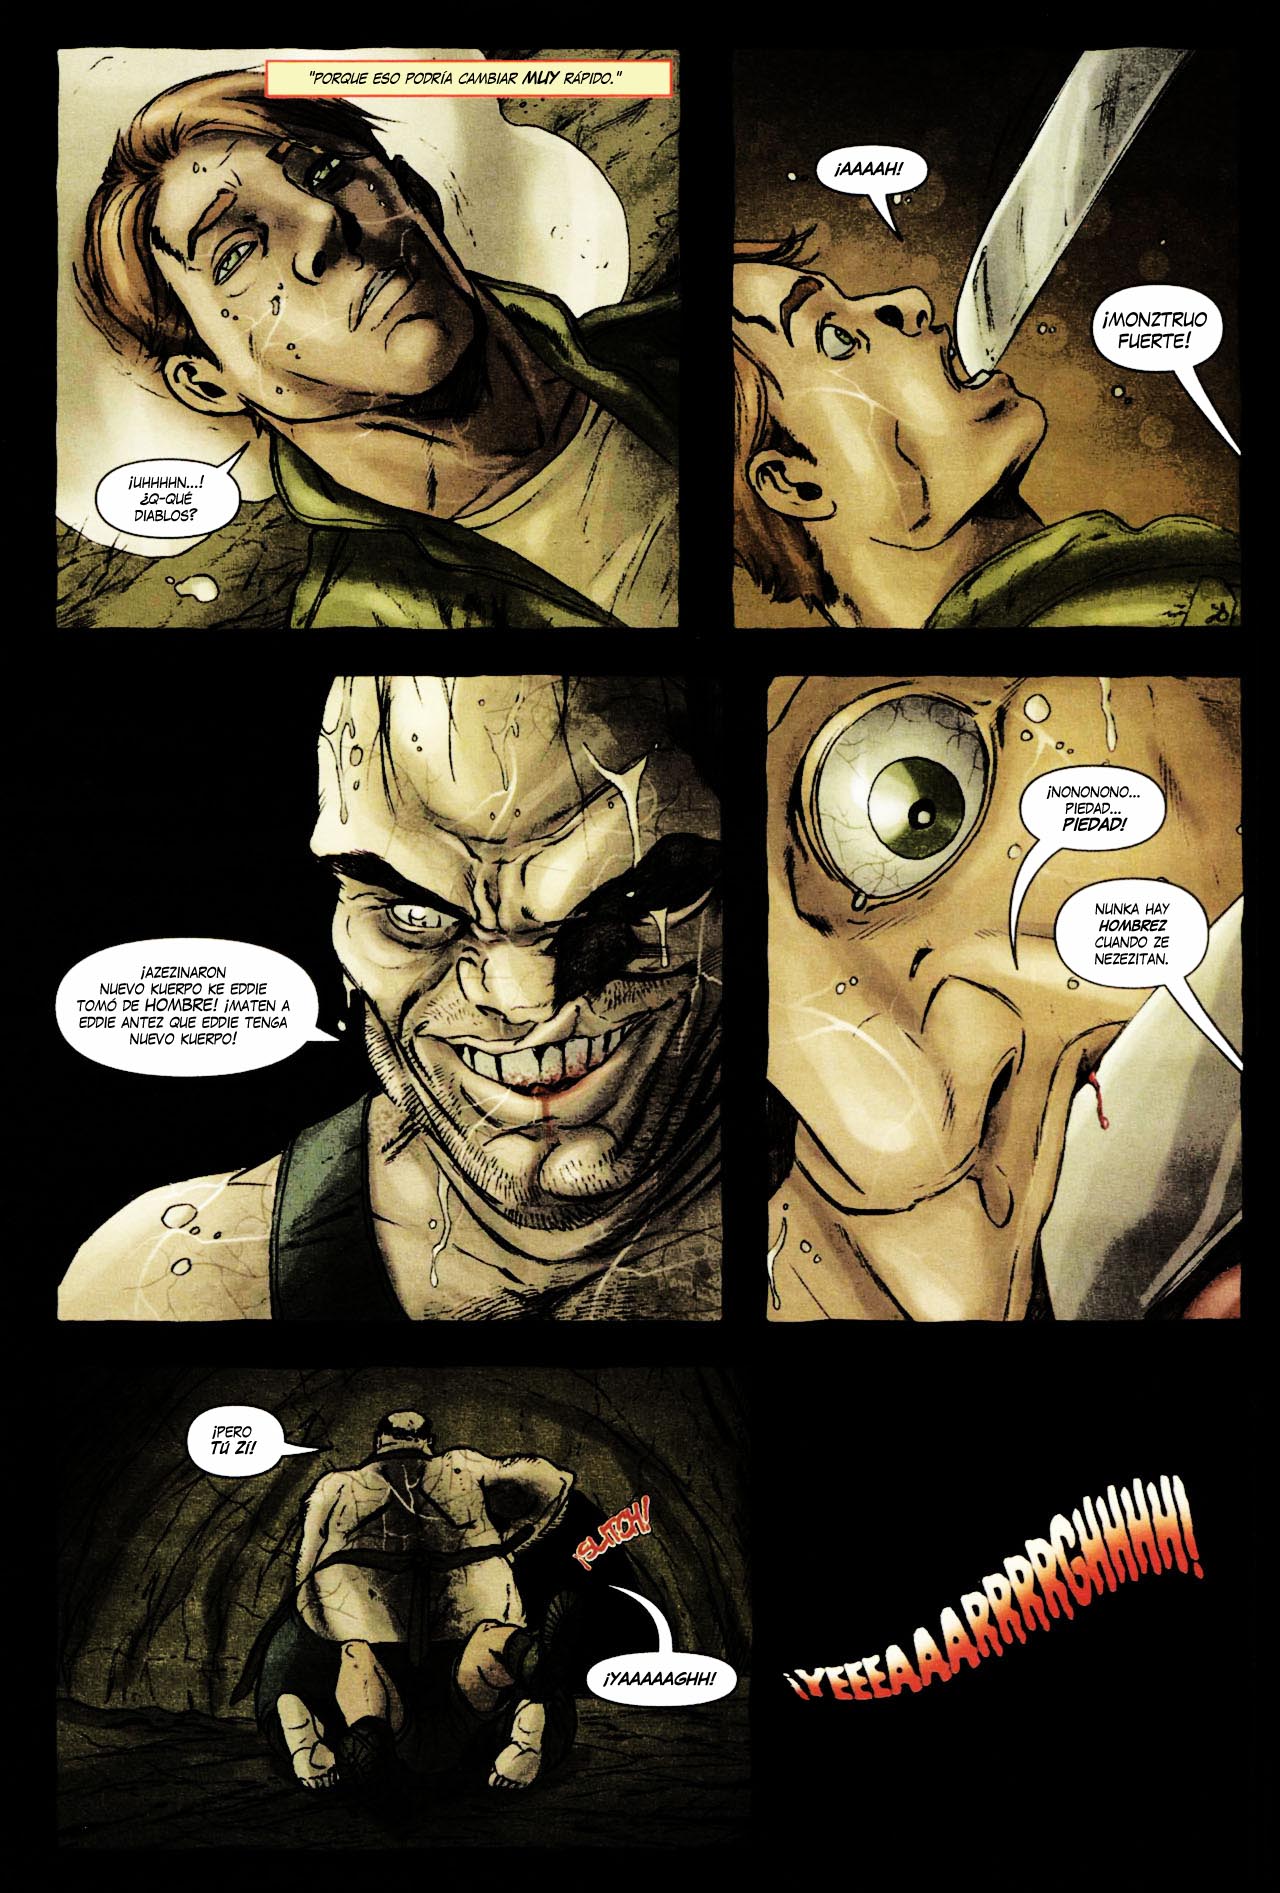 "PORQUE ESO PODRÍA CAMBIAR MUY RÁPIDO."
¡UHHHHN...!
¿Q-QUÉ
DIABLOS?
¡AAAAH!
¡MONZTRUO
FUERTE!
¡AZEZINARON
NUEVO KUERPO KE EDDIE
TOMÓ DE HOMBRE! ¡MATEN A
EDDIE ANTEZ QUE EDDIE TENGA
NUEVO KUERPO!
¡NONONONO...
PIEDAD...
PIEDAD!
NUNKA HAY
HOMBREZ
CUANDO ZE
NEZEZITAN.
¡PERO
TÚ ZÍ!
¡SLITCH!
¡YAAAAAGHH!
¡YEEEAAAARRRRGHHHHH!